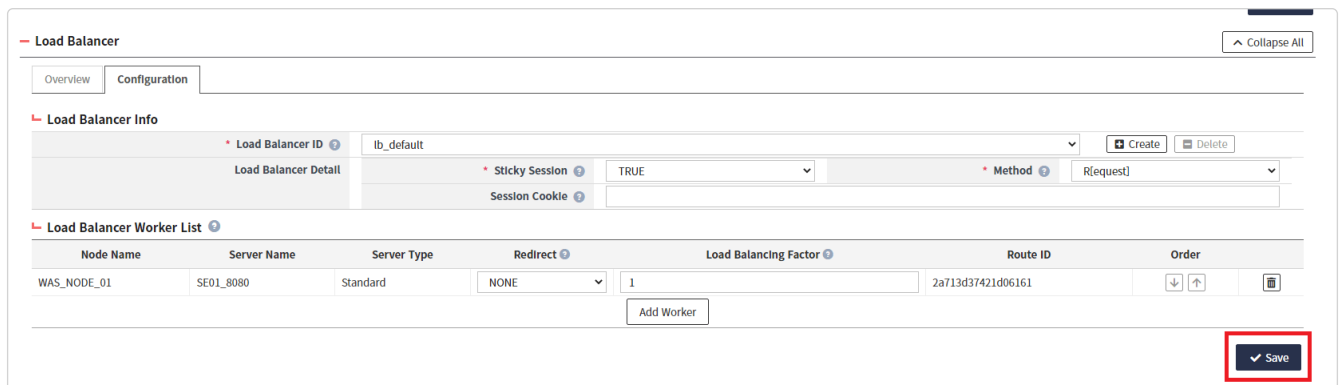 Load Balancer
Collapse All
Overview Configuration
Load Balancer Info
* Load Balancer ID ? lb_default Create Delete
Load Balancer Detail * Sticky Session ? TRUE * Method ? R[equest]
Session Cookie ?
Load Balancer Worker List ?
Node Name Server Name Server Type Redirect ? Load Balancing Factor ? Route ID Order
WAS_NODE_01 SE01_8080 Standard NONE 1 2a713d37421d06161
Add Worker
Save